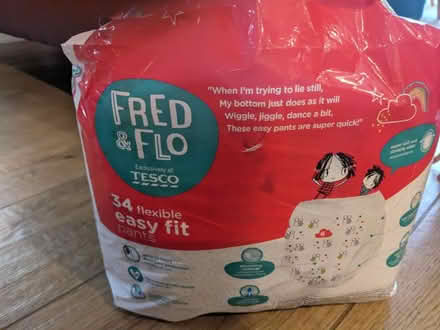 FRED
& FLO
Exclusively at
TESCO
34 flexible
easy fit
pants
"When I'm trying to lie still,
My bottom just does as it will
Wiggle, jiggle, dance a bit,
These easy pants are super quick!"